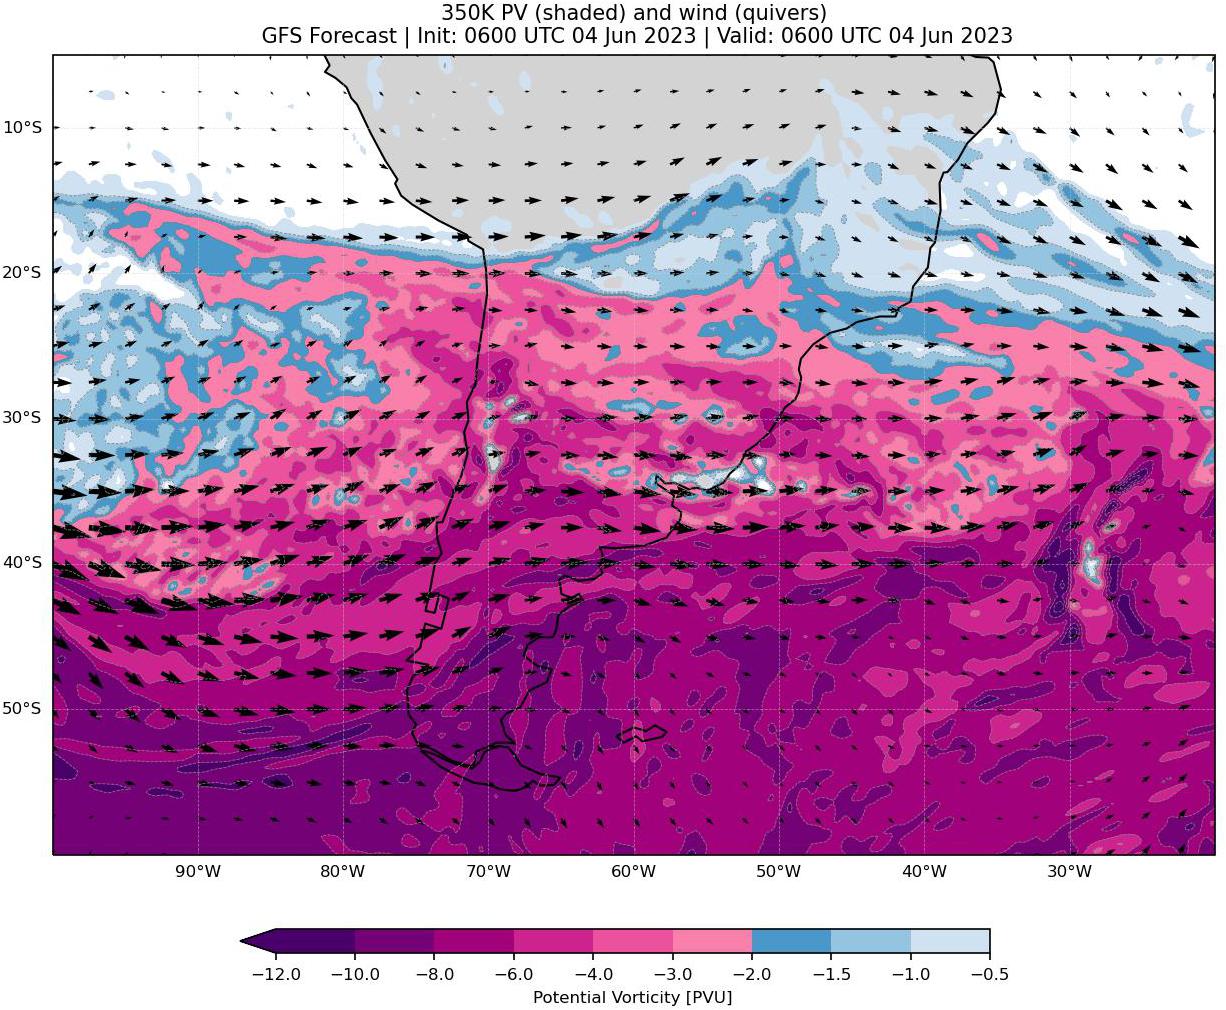 350K PV (shaded) and wind (quivers)
GFS Forecast | Init: 0600 UTC 04 Jun 2023 | Valid: 0600 UTC 04 Jun 2023
10°S
20°S
30°S
40°S
50°S
90°W 80°W 70°W 60°W 50°W 40°W 30°W
−12.0 −10.0 −8.0 −6.0 −4.0 −3.0 −2.0 −1.5 −1.0 −0.5
Potential Vorticity [PVU]